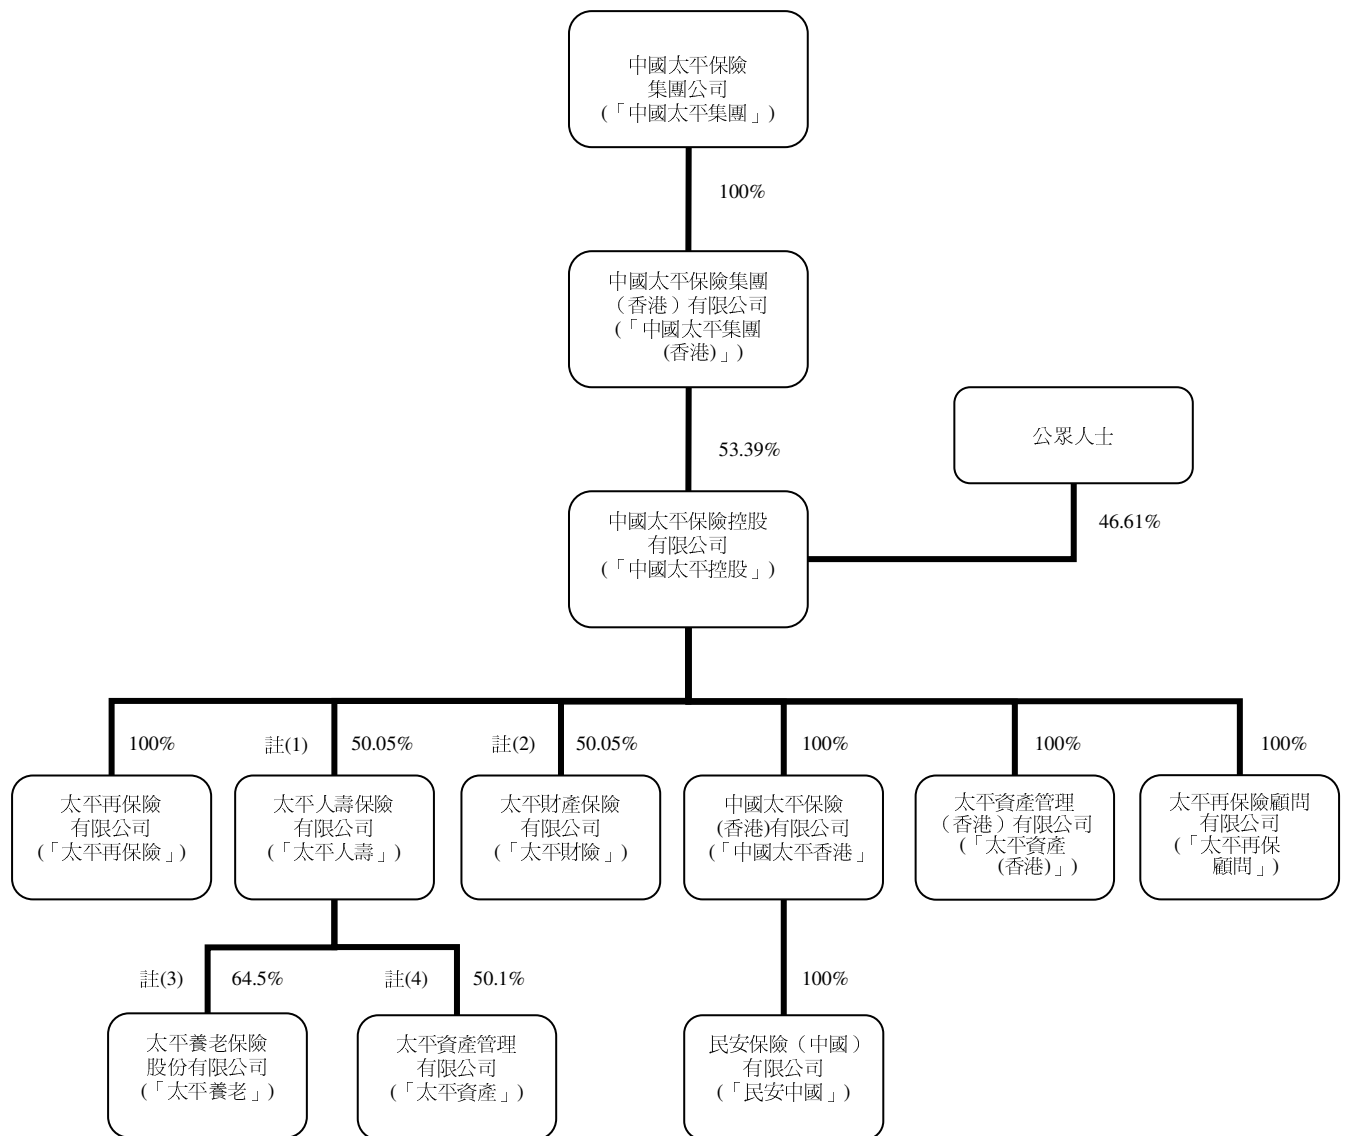 中國太平保險
集團公司
(「中國太平集團」)
100%
中國太平保險集團
（香港）有限公司
(「中國太平集團
(香港)」)
53.39%
公眾人士
46.61%
中國太平保險控股
有限公司
(「中國太平控股」)
100%
註(1)
50.05%
註(2)
50.05%
100%
100%
100%
太平再保險
有限公司
(「太平再保險」)
太平人壽保險
有限公司
(「太平人壽」)
太平財產保險
有限公司
(「太平財險」)
中國太平保險
(香港)有限公司
(「中國太平香港」
太平資產管理
（香港）有限公司
(「太平資產
(香港)」)
太平再保險顧問
有限公司
(「太平再保
顧問」)
註(3)
64.5%
註(4)
50.1%
100%
太平養老保險
股份有限公司
(「太平養老」)
太平資產管理
有限公司
(「太平資產」)
民安保險（中國）
有限公司
(「民安中國」)